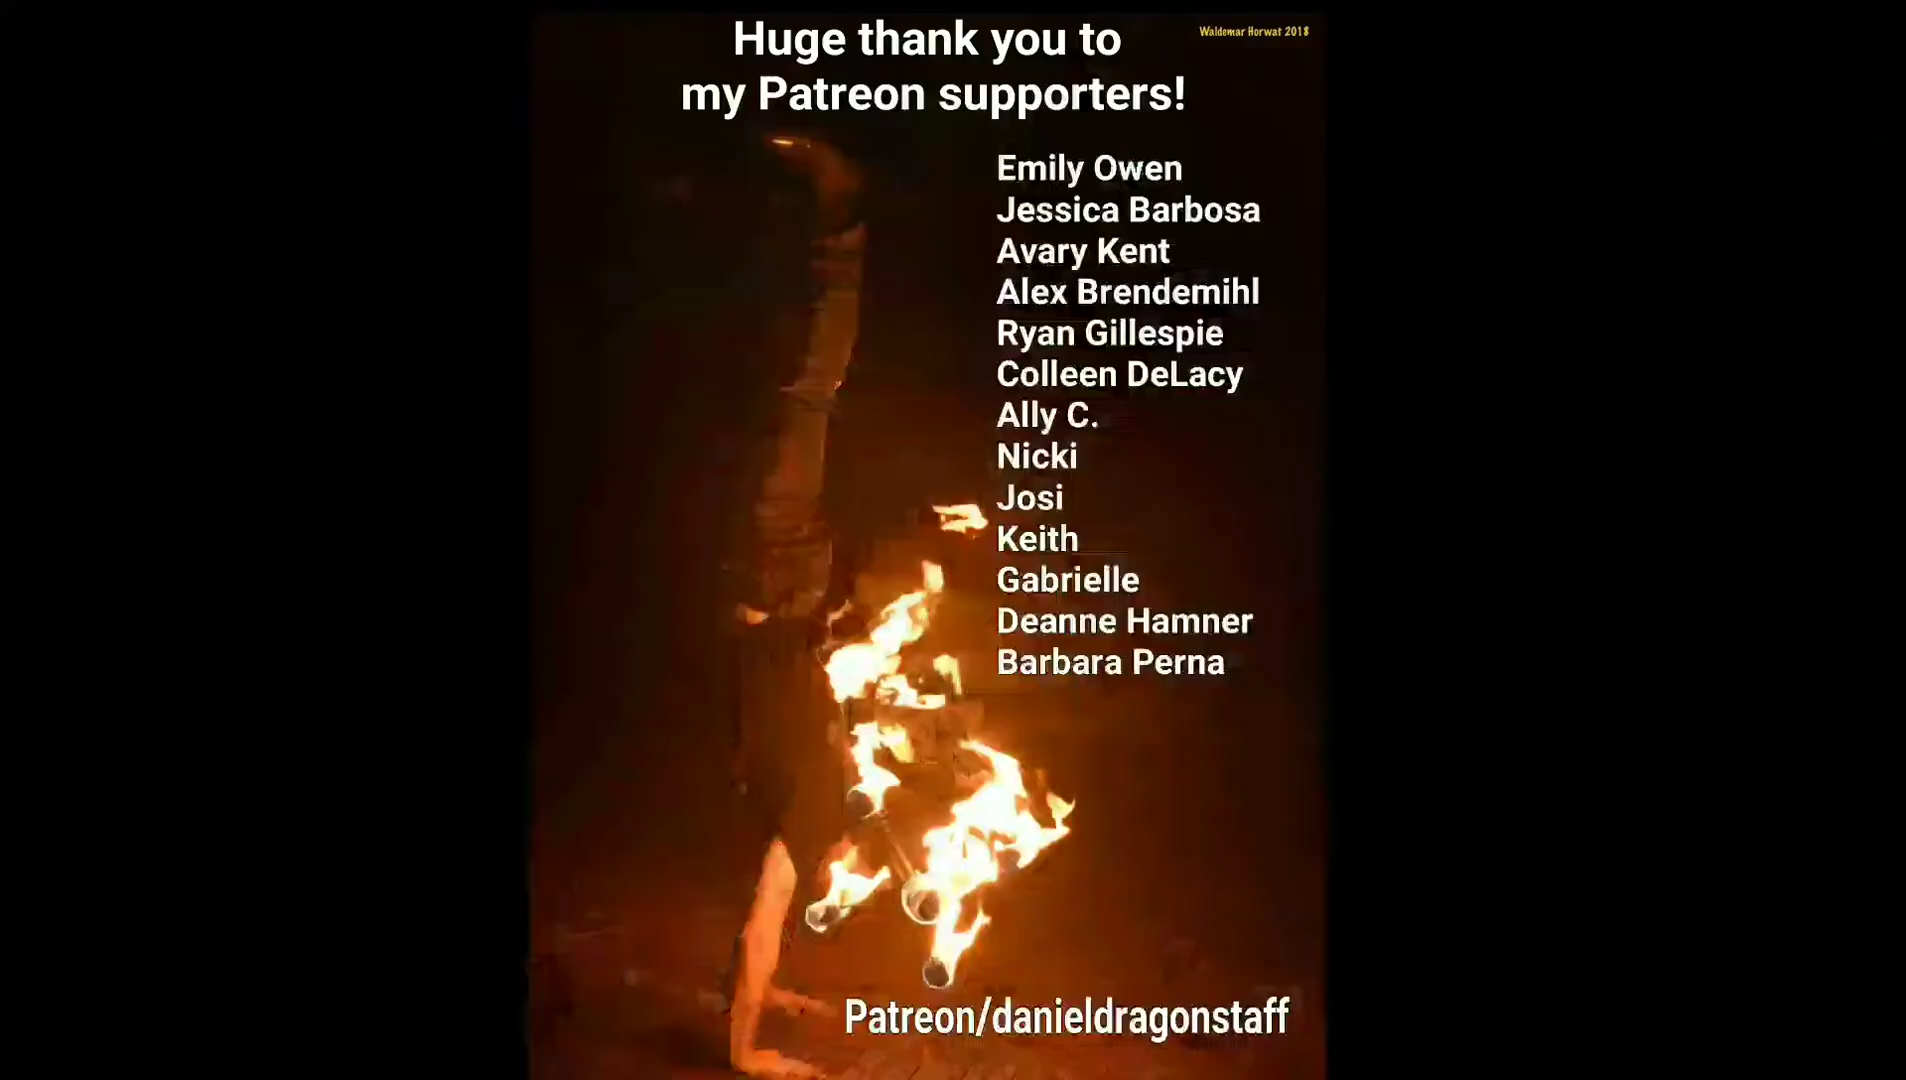 Huge thank you to
my Patreon supporters!
Waldemar Horwat 2018
Emily Owen
Jessica Barbosa
Avary Kent
Alex Brendemihl
Ryan Gillespie
Colleen DeLacy
Ally C.
Nicki
Josi
Keith
Gabrielle
Deanne Hamner
Barbara Perna
Patreon/danieldragonstaff